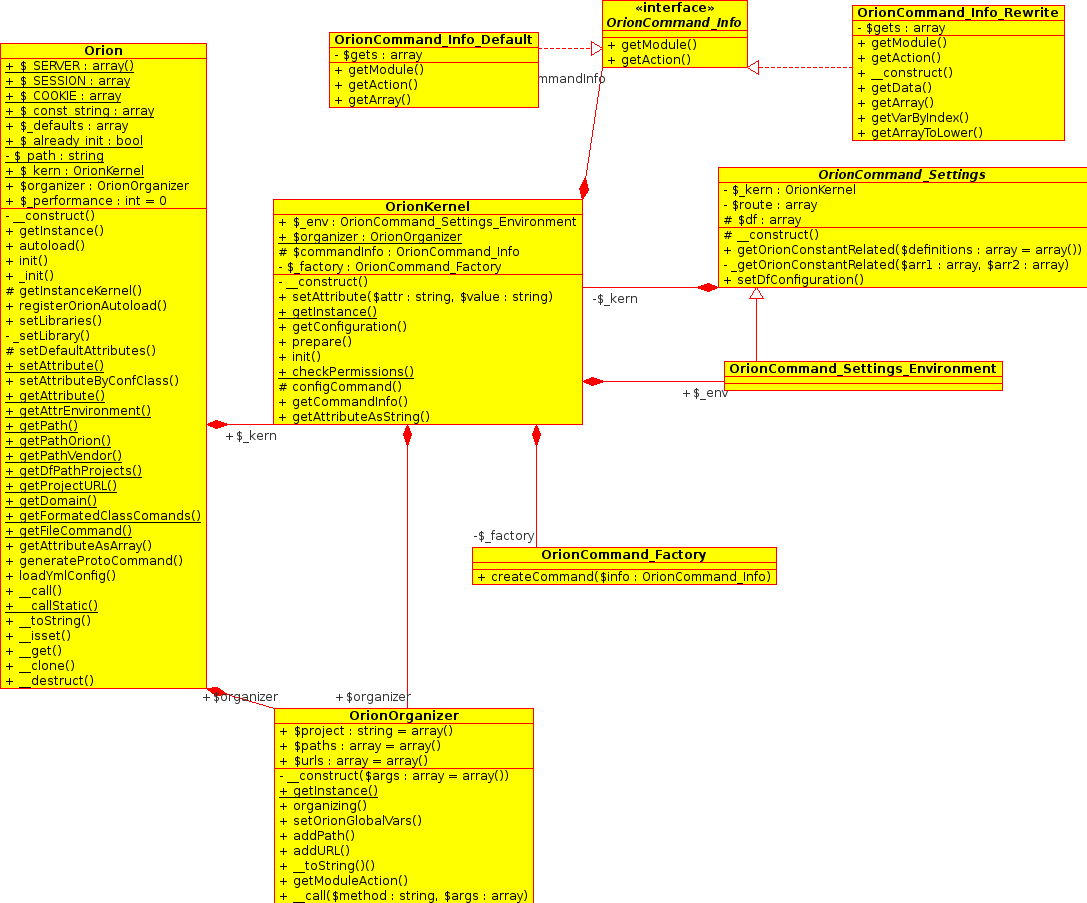 «interface»
OrionCommand_Info
+ getModule()
+ getAction()
OrionCommand_Info_Default
- $gets : array
+ getModule()
+ getAction()
+ getArray()
mmandInfo
OrionCommand_Info_Rewrite
- $gets : array
+ getModule()
+ getAction()
+ __construct()
+ getData()
+ getArray()
+ getVarByIndex()
+ getArrayToLower()
Orion
+ $_SERVER : array()
+ $_SESSION : array
+ $_COOKIE : array
+ $_const_string : array
+ $_defaults : array
+ $_already_init : bool
- $_path : string
+ $_kern : OrionKernel
+ $organizer : OrionOrganizer
+ $_performance : int = 0
- __construct()
+ getInstance()
+ autoload()
+ init()
+ _init()
# getInstanceKernel()
+ registerOrionAutoload()
+ setLibraries()
- _setLibrary()
# setDefaultAttributes()
+ setAttribute()
+ setAttributeByConfClass()
+ getAttribute()
+ getAttrEnvironment()
+ getPath()
+ getPathOrion()
+ getPathVendor()
+ getDfPathProjects()
+ getProjectURL()
+ getDomain()
+ getFormatedClassComands()
+ getFileCommand()
+ getAttributeAsArray()
+ generateProtoCommand()
+ loadYmlConfig()
+ __call()
+ __callStatic()
+ __toString()
+ __isset()
+ __get()
+ __clone()
+ __destruct()
OrionKernel
+ $_env : OrionCommand_Settings_Environment
+ $organizer : OrionOrganizer
# $commandInfo : OrionCommand_Info
- $_factory : OrionCommand_Factory
- __construct()
+ setAttribute($attr : string, $value : string)
+ getInstance()
+ getConfiguration()
+ prepare()
+ init()
+ checkPermissions()
# configCommand()
+ getCommandInfo()
+ getAttributeAsString()
OrionCommand_Settings
- $_kern : OrionKernel
- $route : array
# $df : array
# __construct()
+ getOrionConstantRelated($definitions : array = array())
- _getOrionConstantRelated($arr1 : array, $arr2 : array)
+ setDfConfiguration()
-$_kern
OrionCommand_Settings_Environment
+$_env
+$_kern
-$_factory
OrionCommand_Factory
+ createCommand($info : OrionCommand_Info)
+$organizer
+$organizer
OrionOrganizer
+ $project : string = array()
+ $paths : array = array()
+ $urls : array = array()
- __construct($args : array = array())
+ getInstance()
+ organizing()
+ setOrionGlobalVars()
+ addPath()
+ addURL()
+ __toString()()
+ getModuleAction()
+ __call($method : string, $args : array)